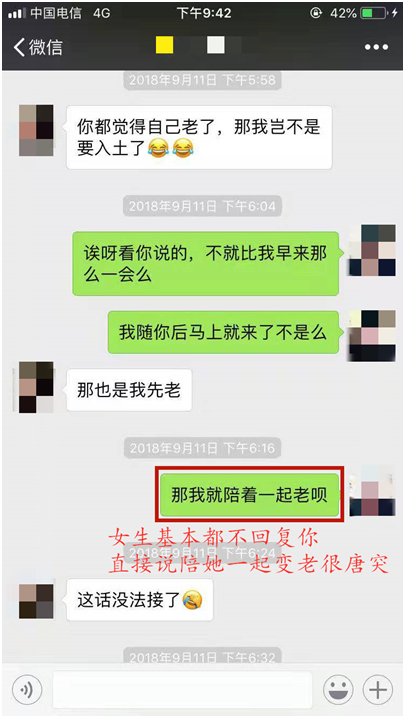 中国电信 4G 下午9:42 42%
微信
2018年9月11日 下午5:58
你都觉得自己老了，那我岂不是
要入土了😂😂
2018年9月11日 下午6:04
诶呀看你说的，不就比我早来那
么一会么
我随你后马上就来了不是么
那也是我先老
2018年9月11日 下午6:16
那我就陪着一起老呗
女生基本都不回复你
2018年9月11日 下午6:24
直接说陪她一起变老很唐突
这话没法接了🤣
2018年9月11日 下午6:32